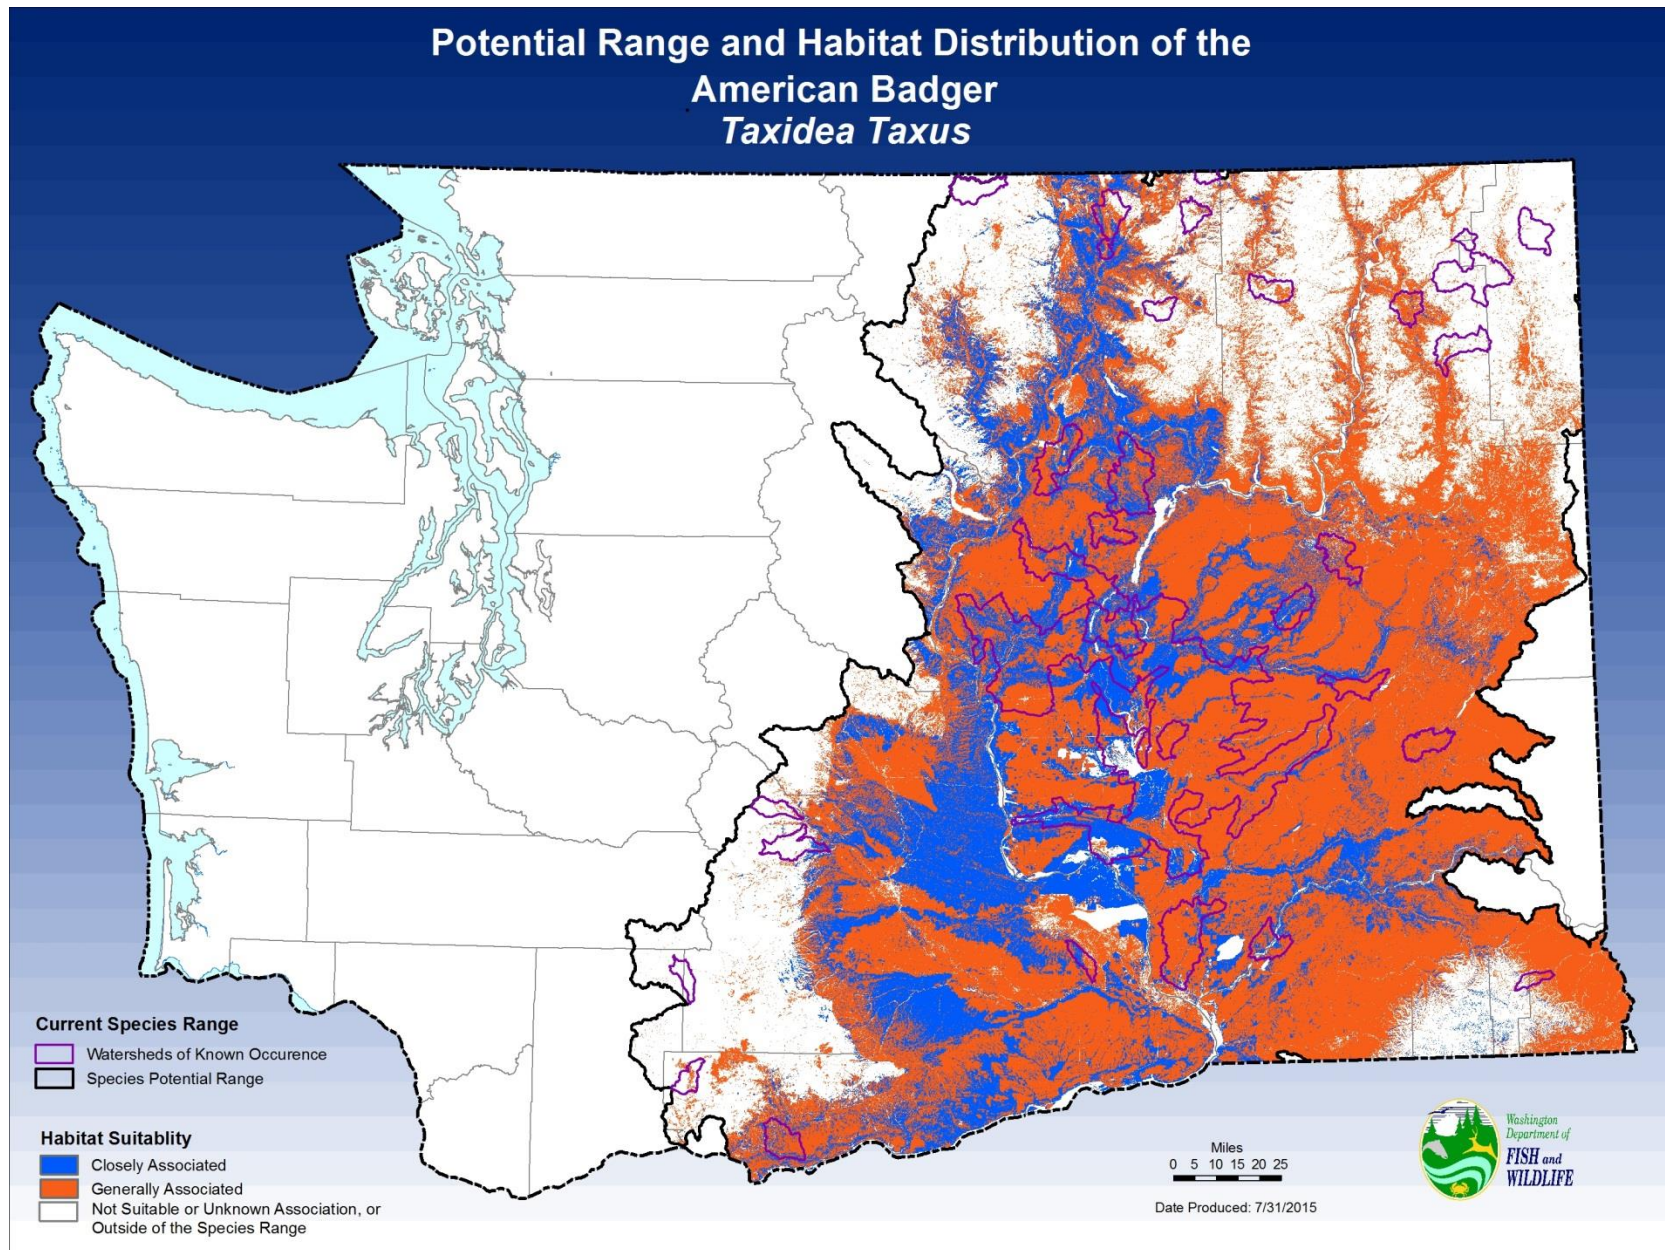 Potential Range and Habitat Distribution of the
American Badger
Taxidea Taxus
Current Species Range
Watersheds of Known Occurence
Species Potential Range
Habitat Suitablity
Closely Associated
Generally Associated
Not Suitable or Unknown Association, or
Outside of the Species Range
Miles
0 5 10 15 20 25
Date Produced: 7/31/2015
Washington
Department of
FISH and
WILDLIFE